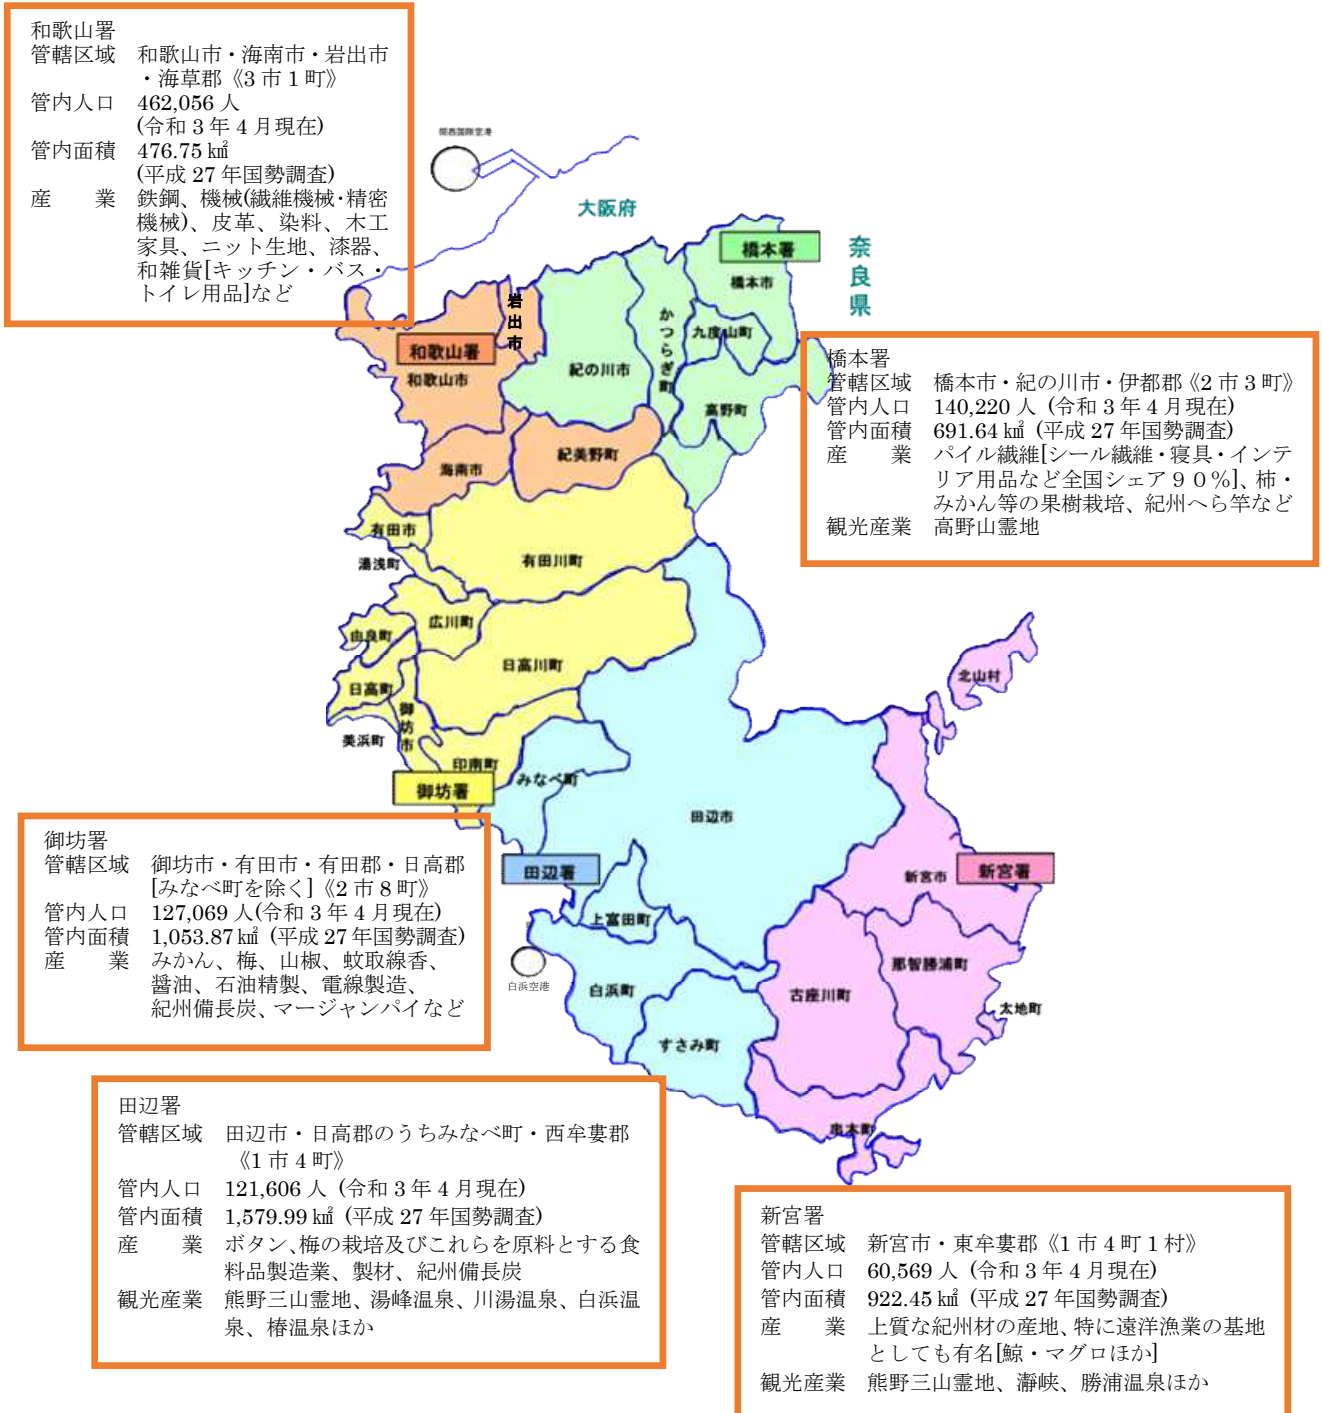 和歌山署
管轄区域 和歌山市・海南市・岩出市
・海草郡《3市1町》
管内人口 462,056人
(令和3年4月現在)
管内面積 476.75㎢
(平成27年国勢調査)
産 業 鉄鋼、機械(繊維機械・精密
機械)、皮革、染料、木工
家具、ニット生地、漆器、
和雑貨[キッチン・バス・
トイレ用品]など
関西国際空港
大阪府
奈良県
橋本署
橋本市
岩出市
かつらぎ町
九度山町
和歌山署
和歌山市
紀の川市
高野町
海南市
紀美野町
橋本署
管轄区域 橋本市・紀の川市・伊都郡《2市3町》
管内人口 140,220人 (令和3年4月現在)
管内面積 691.64㎢ (平成27年国勢調査)
産 業 パイル繊維[シール繊維・寝具・インテ
リア用品など全国シェア90%]、柿・
みかん等の果樹栽培、紀州へら竿など
観光産業 高野山霊地
有田市
湯浅町
有田川町
広川町
由良町
日高川町
日高町
御坊市
美浜町
印南町
御坊署
みなべ町
北山村
田辺市
田辺署
上富田町
白浜空港
白浜町
すさみ町
新宮市
新宮署
那智勝浦町
古座川町
太地町
串本町
御坊署
管轄区域 御坊市・有田市・有田郡・日高郡
[みなべ町を除く]《2市8町》
管内人口 127,069人(令和3年4月現在)
管内面積 1,053.87㎢ (平成27年国勢調査)
産 業 みかん、梅、山椒、蚊取線香、
醤油、石油精製、電線製造、
紀州備長炭、マージャンパイなど
田辺署
管轄区域 田辺市・日高郡のうちみなべ町・西牟婁郡
《1市4町》
管内人口 121,606人 (令和3年4月現在)
管内面積 1,579.99㎢ (平成27年国勢調査)
産 業 ボタン、梅の栽培及びこれらを原料とする食
料品製造業、製材、紀州備長炭
観光産業 熊野三山霊地、湯峰温泉、川湯温泉、白浜温
泉、椿温泉ほか
新宮署
管轄区域 新宮市・東牟婁郡《1市4町1村》
管内人口 60,569人 (令和3年4月現在)
管内面積 922.45㎢ (平成27年国勢調査)
産 業 上質な紀州材の産地、特に遠洋漁業の基地
としても有名[鯨・マグロほか]
観光産業 熊野三山霊地、瀞峡、勝浦温泉ほか